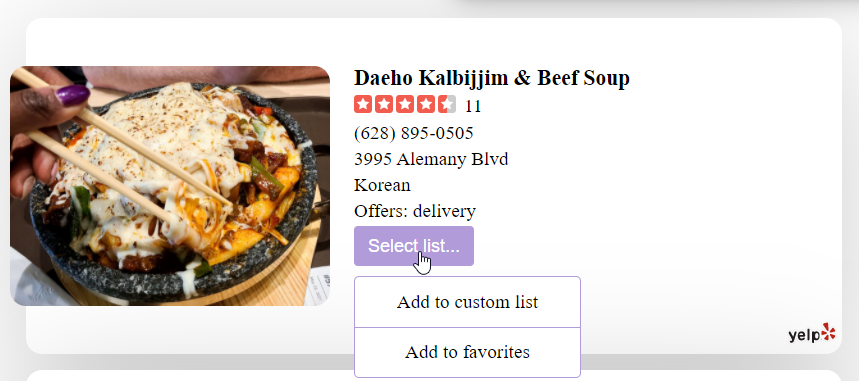 Daeho Kalbijjim & Beef Soup
11
(628) 895-0505
3995 Alemany Blvd
Korean
Offers: delivery
Select list...
Add to custom list
Add to favorites
yelp